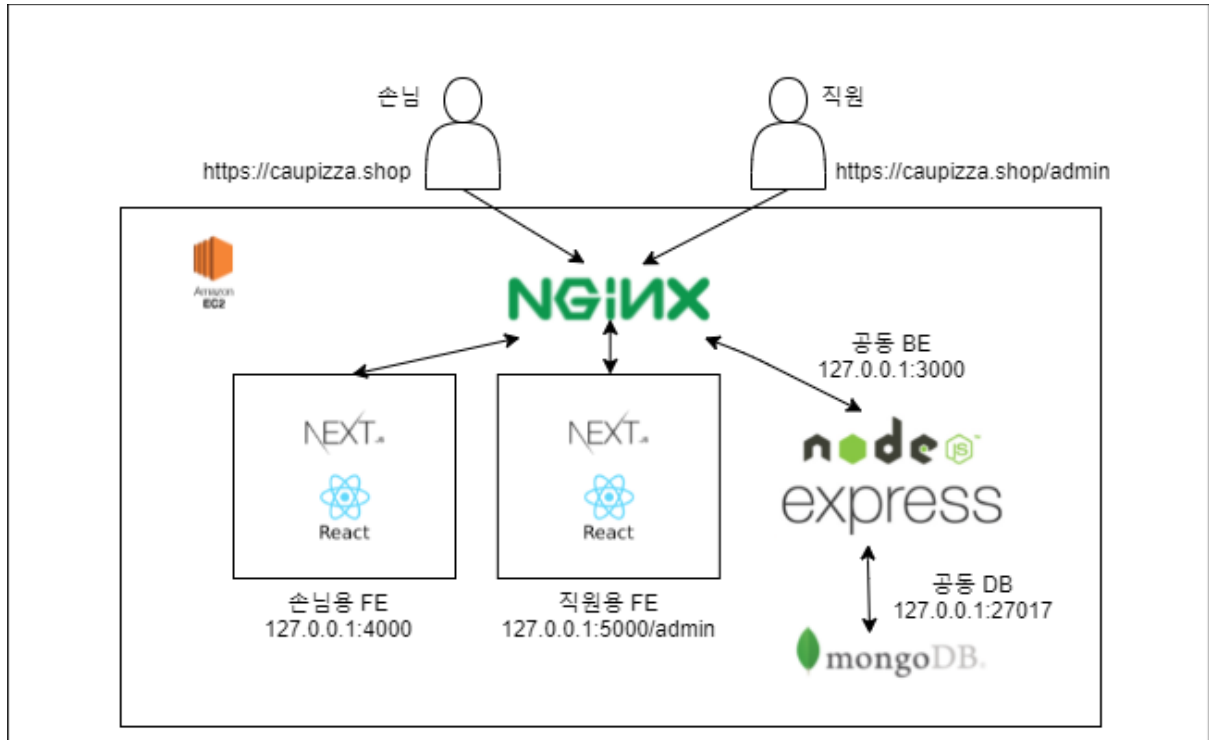 손님
직원
https://caupizza.shop
https://caupizza.shop/admin
Amazon
EC2
NGINX
공동 BE
127.0.0.1:3000
NEXT.JS
NEXT.JS
node JS
express
React
React
공동 DB
127.0.0.1:27017
손님용 FE
127.0.0.1:4000
직원용 FE
127.0.0.1:5000/admin
mongoDB.